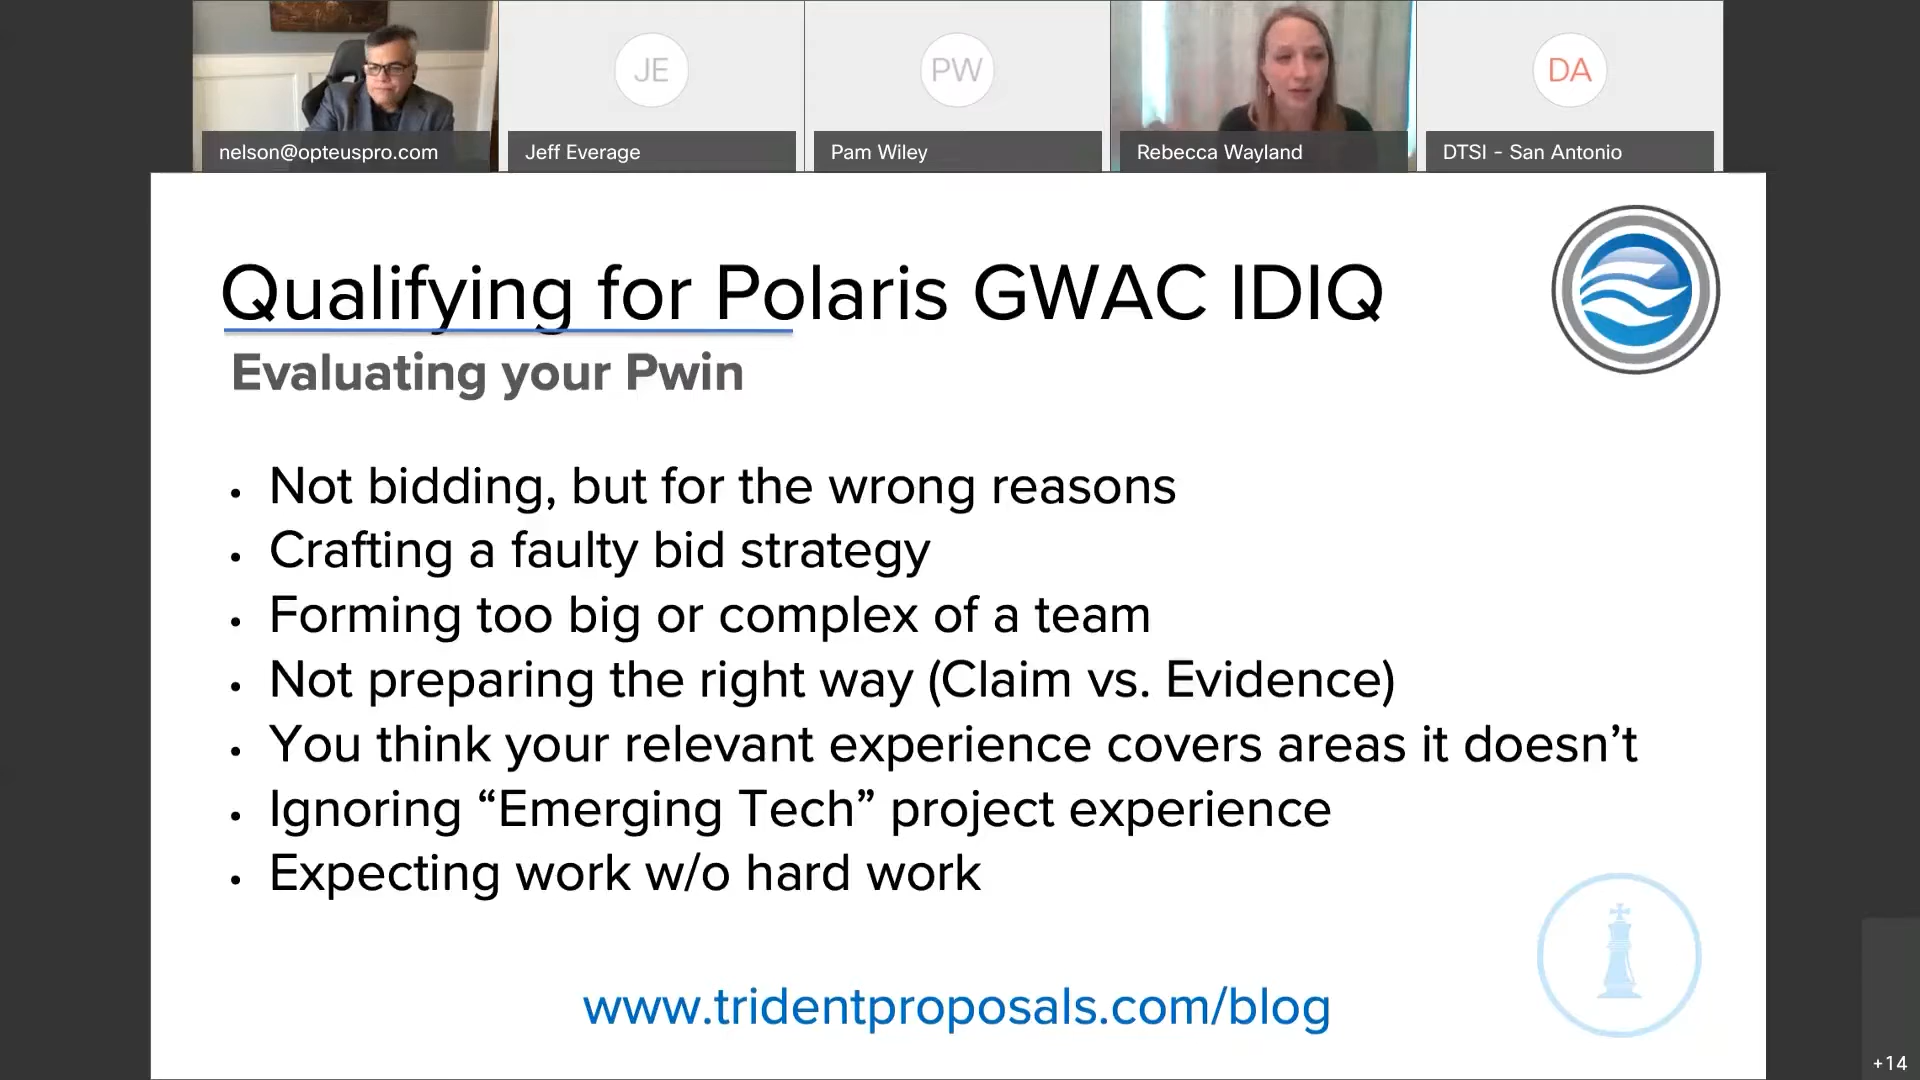 JE
PW
DA
nelson@opteuspro.com
Jeff Everage
Pam Wiley
Rebecca Wayland
DTSI - San Antonio
Qualifying for Polaris GWAC IDIQ
Evaluating your Pwin
• Not bidding, but for the wrong reasons
• Crafting a faulty bid strategy
• Forming too big or complex of a team
• Not preparing the right way (Claim vs. Evidence)
• You think your relevant experience covers areas it doesn’t
• Ignoring “Emerging Tech” project experience
• Expecting work w/o hard work
www.tridentproposals.com/blog
+14